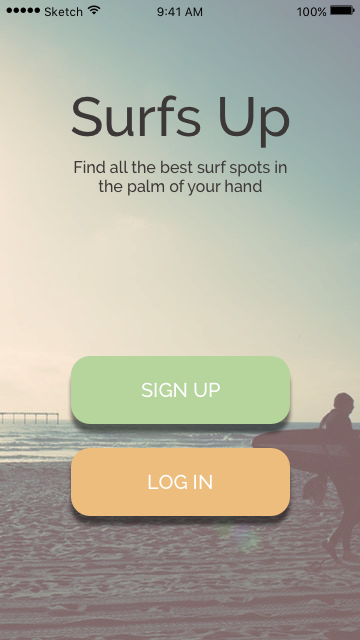 Sketch 9:41 AM 100%
Surfs Up
Find all the best surf spots in
the palm of your hand
SIGN UP
LOG IN